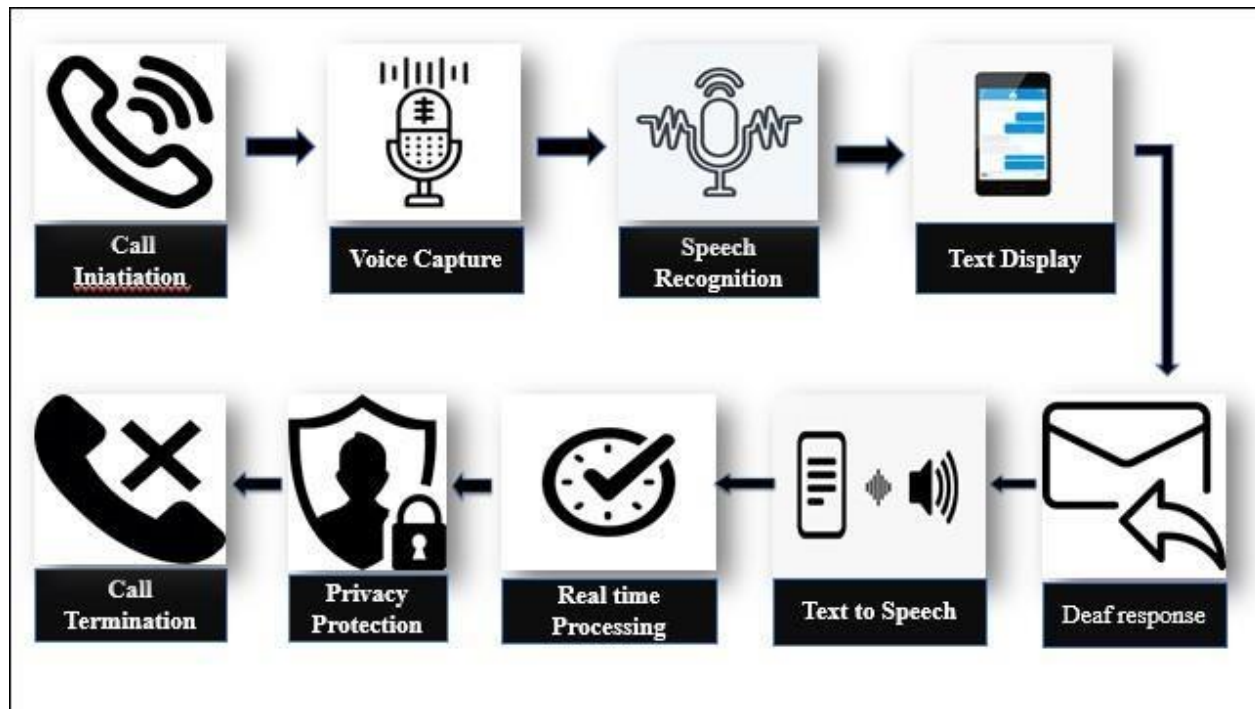 Call
Iniatiation
Voice Capture
Speech
Recognition
Text Display
Call
Termination
Privacy
Protection
Real time
Processing
Text to Speech
Deaf response